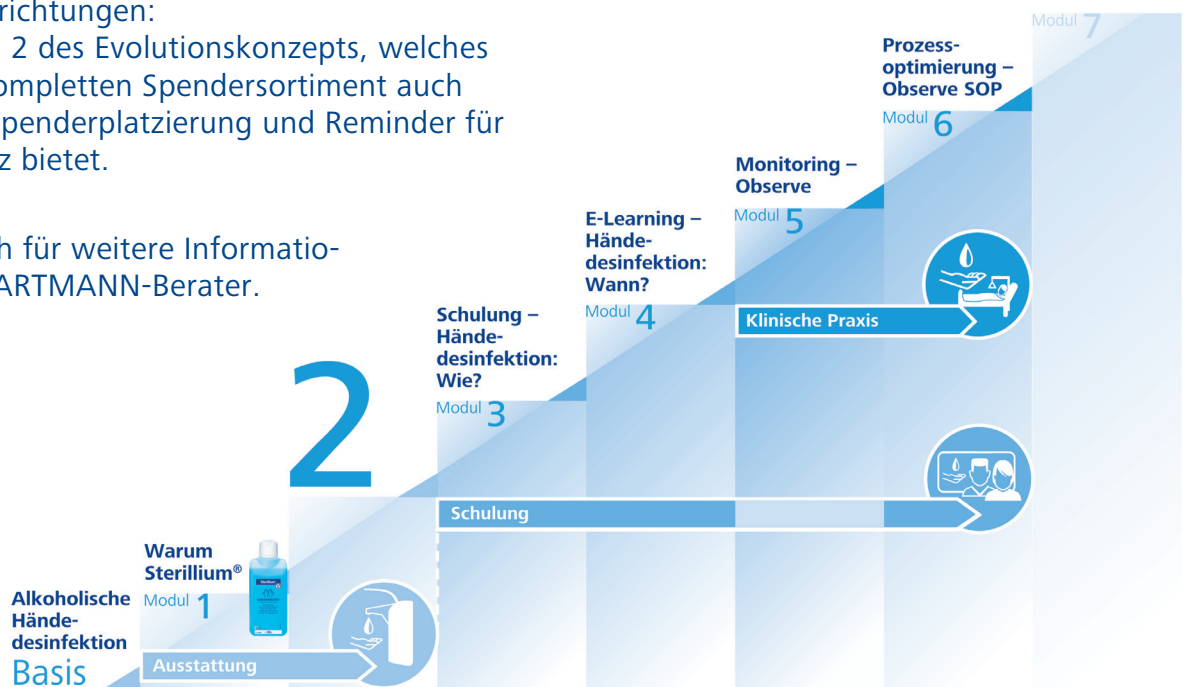 richtungen:
2 des Evolutionskonzepts, welches
ompletten Spendersortiment auch
penderplatzierung und Reminder für
z bietet.
h für weitere Informatio-
ARTMANN-Berater.
Modul 7
Prozess-
optimierung –
Observe SOP
Modul 6
Monitoring –
Observe
Modul 5
E-Learning –
Hände-
desinfektion:
Wann?
Modul 4
Klinische Praxis
Schulung –
Hände-
desinfektion:
Wie?
Modul 3
2
Schulung
Warum
Sterillium®
Modul 1
Sterillium
Alkoholische
Hände-
desinfektion
Basis
Ausstattung